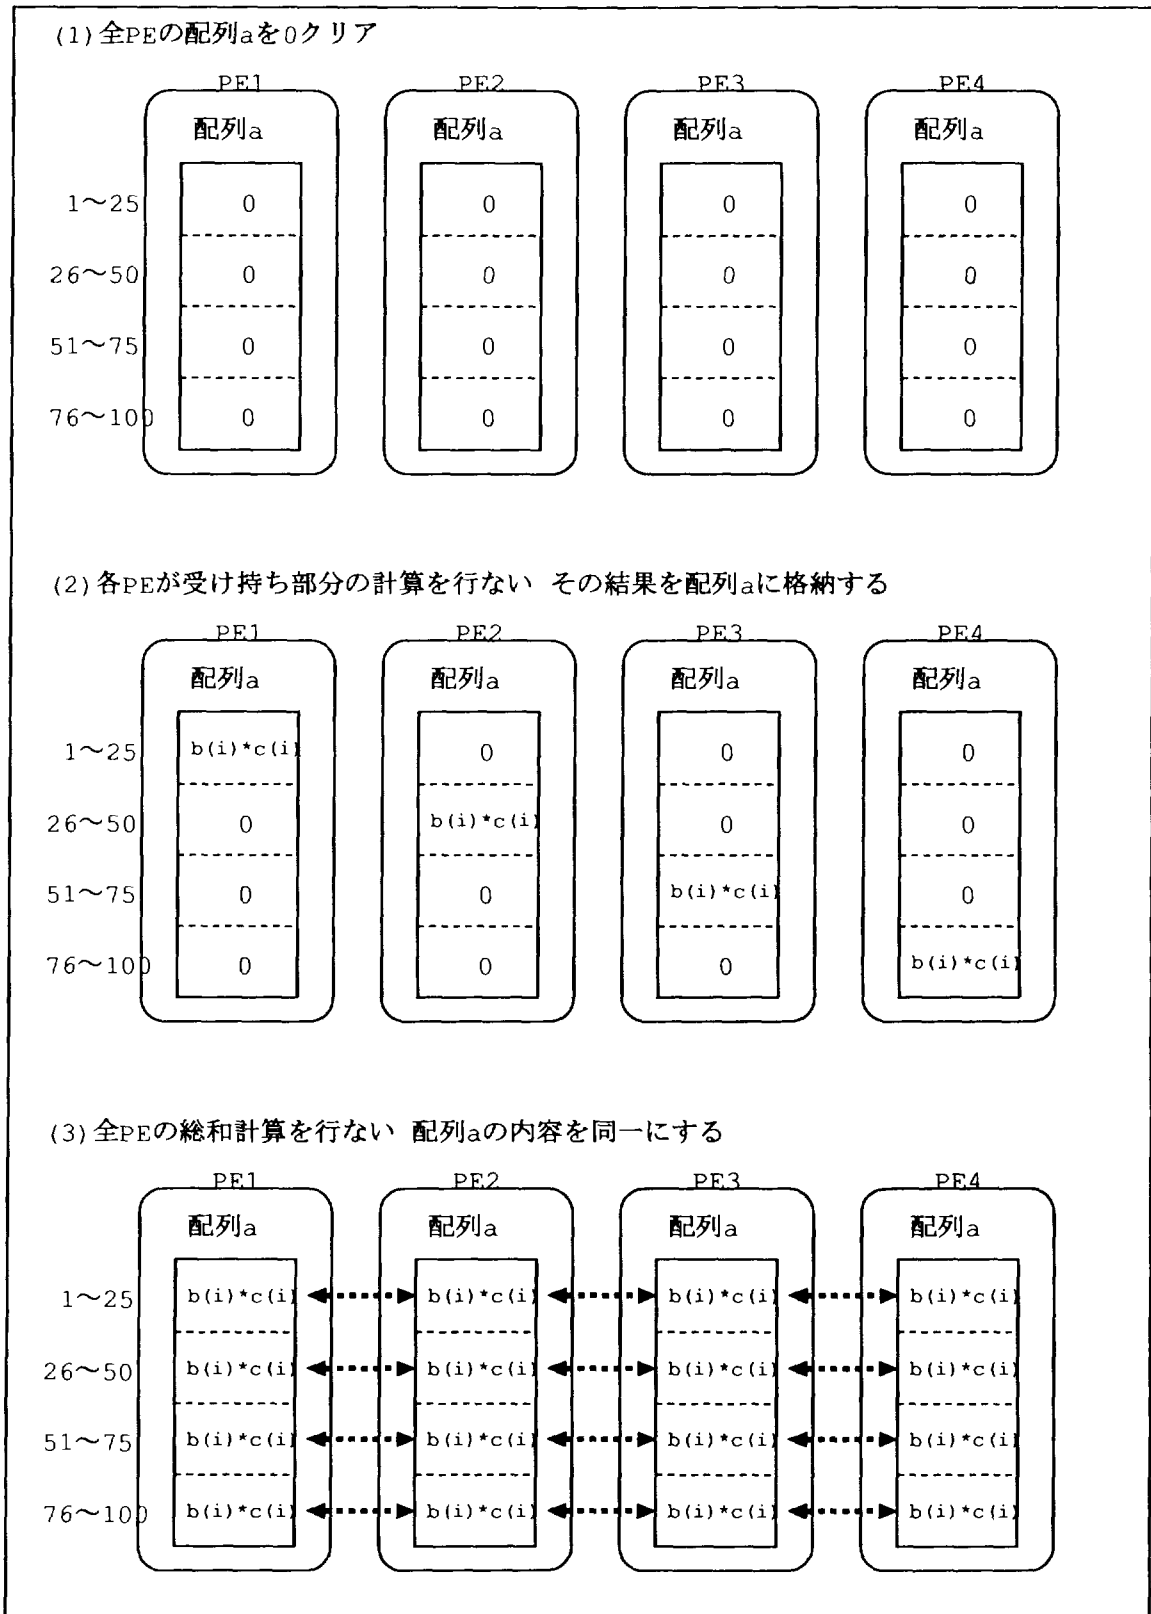 (1)全PEの配列aを0クリア
PE1 PE2 PE3 PE4
配列a 配列a 配列a 配列a
1〜25 0 0 0 0
26〜50 0 0 0 0
51〜75 0 0 0 0
76〜100 0 0 0 0
(2)各PEが受け持ち部分の計算を行ない その結果を配列aに格納する
PE1 PE2 PE3 PE4
配列a 配列a 配列a 配列a
1〜25 b(i)*c(i) 0 0 0
26〜50 0 b(i)*c(i) 0 0
51〜75 0 0 b(i)*c(i) 0
76〜100 0 0 0 b(i)*c(i)
(3)全PEの総和計算を行ない 配列aの内容を同一にする
PE1 PE2 PE3 PE4
配列a 配列a 配列a 配列a
1〜25 b(i)*c(i) b(i)*c(i) b(i)*c(i) b(i)*c(i)
26〜50 b(i)*c(i) b(i)*c(i) b(i)*c(i) b(i)*c(i)
51〜75 b(i)*c(i) b(i)*c(i) b(i)*c(i) b(i)*c(i)
76〜100 b(i)*c(i) b(i)*c(i) b(i)*c(i) b(i)*c(i)